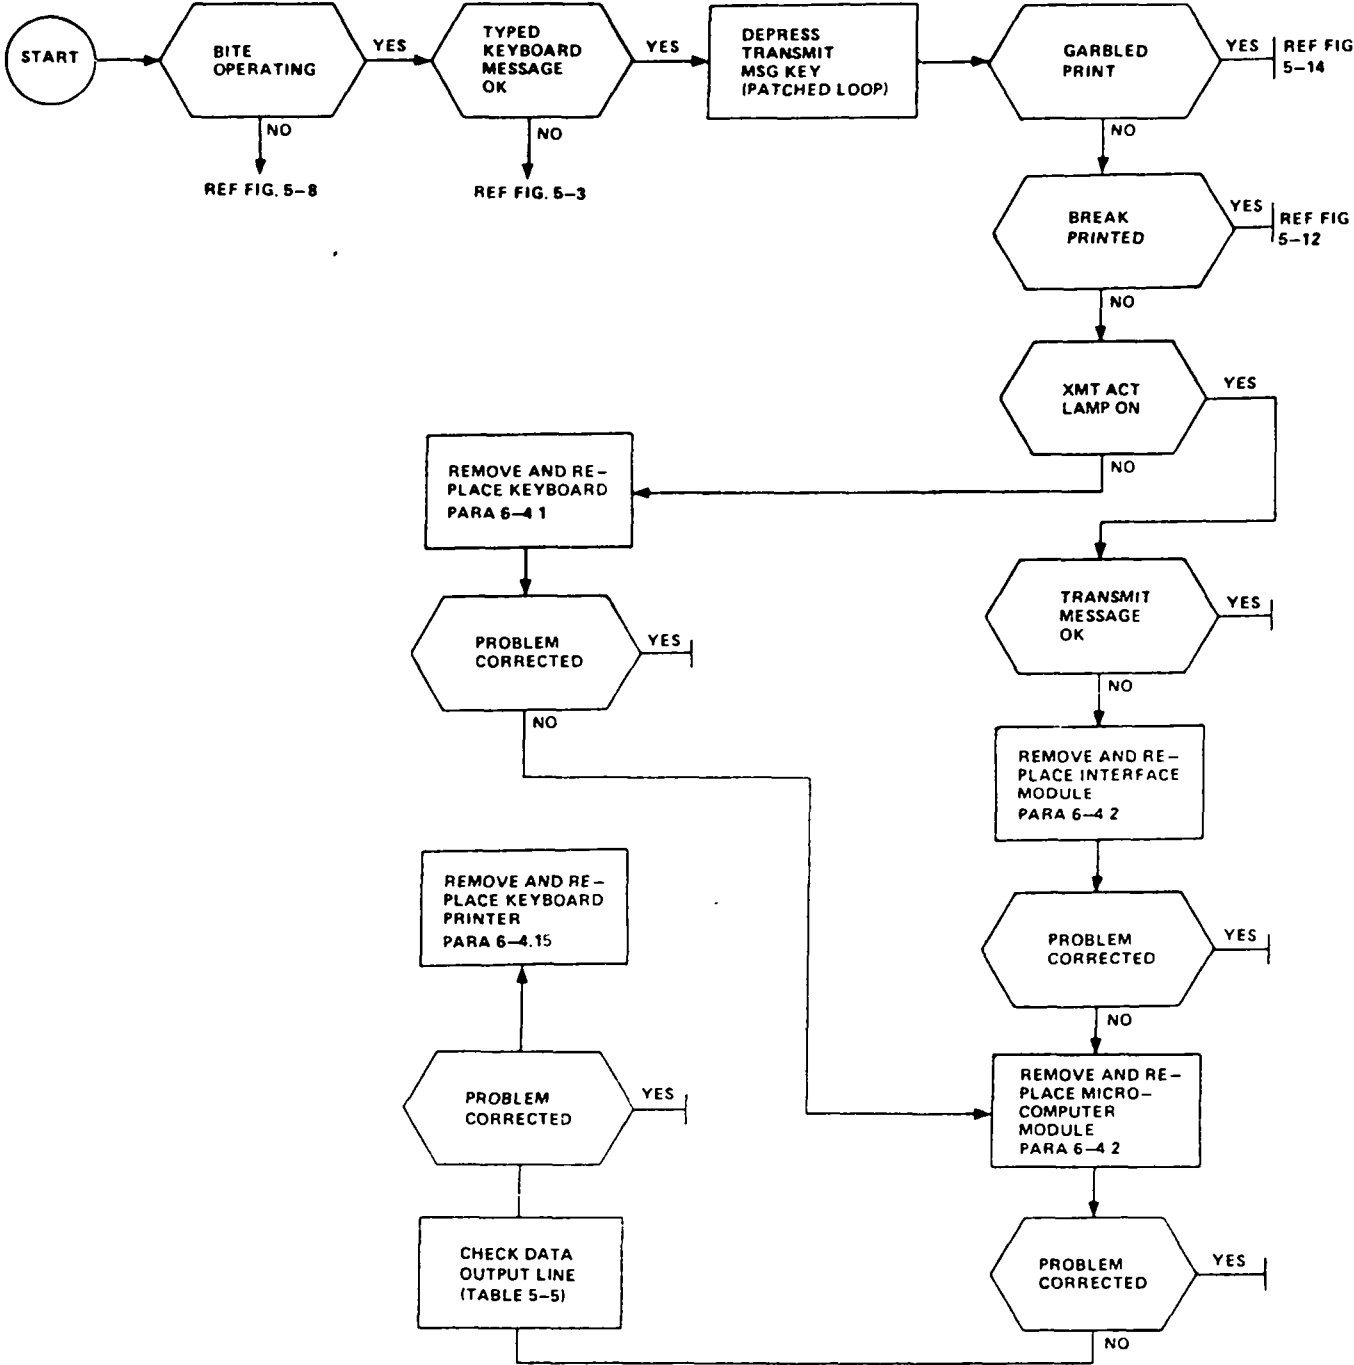 START
BITE
OPERATING
YES
NO
REF FIG. 5-8
TYPED
KEYBOARD
MESSAGE
OK
YES
NO
REF FIG. 5-3
DEPRESS
TRANSMIT
MSG KEY
(PATCHED LOOP)
GARBLED
PRINT
YES
REF FIG
5-14
NO
BREAK
PRINTED
YES
REF FIG
5-12
NO
XMT ACT
LAMP ON
YES
NO
REMOVE AND RE-
PLACE KEYBOARD
PARA 6-4 1
PROBLEM
CORRECTED
YES
NO
TRANSMIT
MESSAGE
OK
YES
NO
REMOVE AND RE-
PLACE INTERFACE
MODULE
PARA 6-4 2
PROBLEM
CORRECTED
YES
NO
REMOVE AND RE-
PLACE MICRO-
COMPUTER
MODULE
PARA 6-4 2
PROBLEM
CORRECTED
YES
NO
CHECK DATA
OUTPUT LINE
(TABLE 5-5)
PROBLEM
CORRECTED
YES
REMOVE AND RE-
PLACE KEYBOARD
PRINTER
PARA 6-4.15